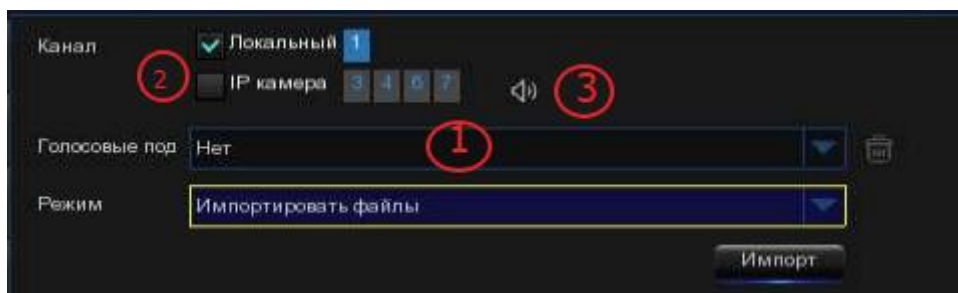 Канал Локальный 1
2 IP камера 3 4 6 7 3
Голосовые под Нет 1
Режим Импортировать файлы
Импорт